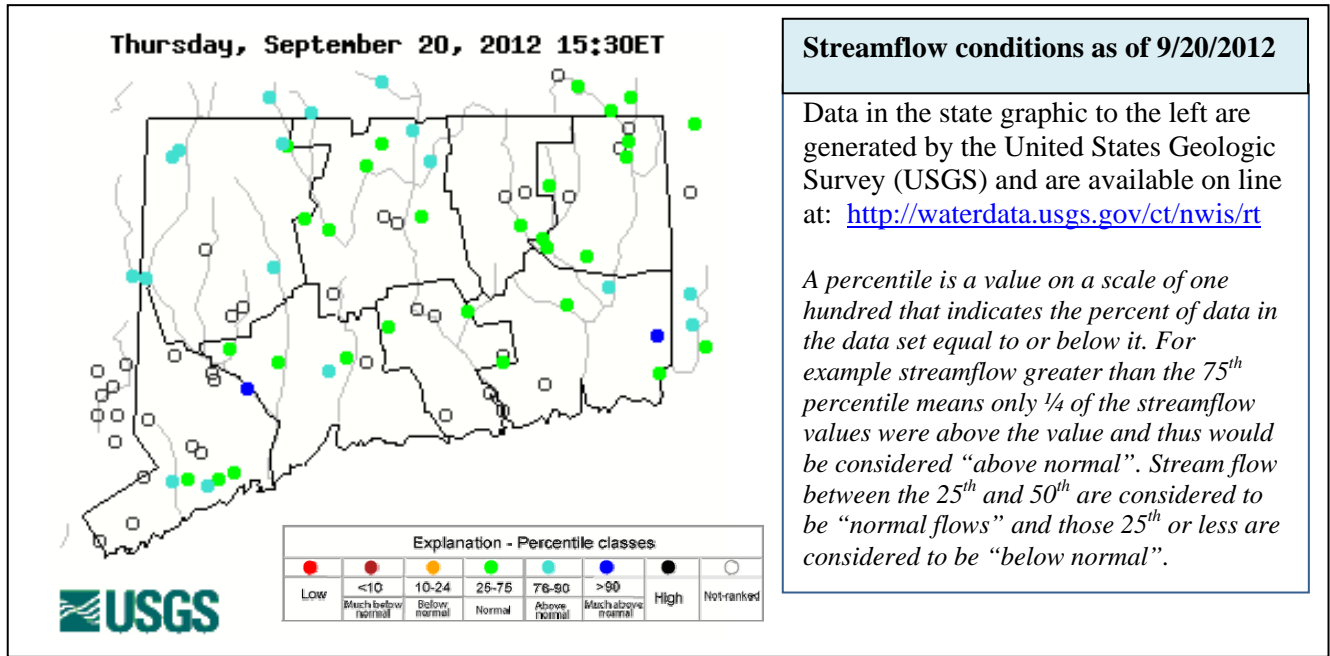 Thursday, September 20, 2012 15:30ET
Explanation - Percentile classes
Low <10 10-24 25-75 76-90 >90 High Not-ranked
Much below normal Below normal Normal Above normal Much above normal
USGS
Streamflow conditions as of 9/20/2012
Data in the state graphic to the left are
generated by the United States Geologic
Survey (USGS) and are available on line
at: http://waterdata.usgs.gov/ct/nwis/rt
A percentile is a value on a scale of one
hundred that indicates the percent of data in
the data set equal to or below it. For
example streamflow greater than the 75th
percentile means only ¼ of the streamflow
values were above the value and thus would
be considered “above normal”. Stream flow
between the 25th and 50th are considered to
be “normal flows” and those 25th or less are
considered to be “below normal”.